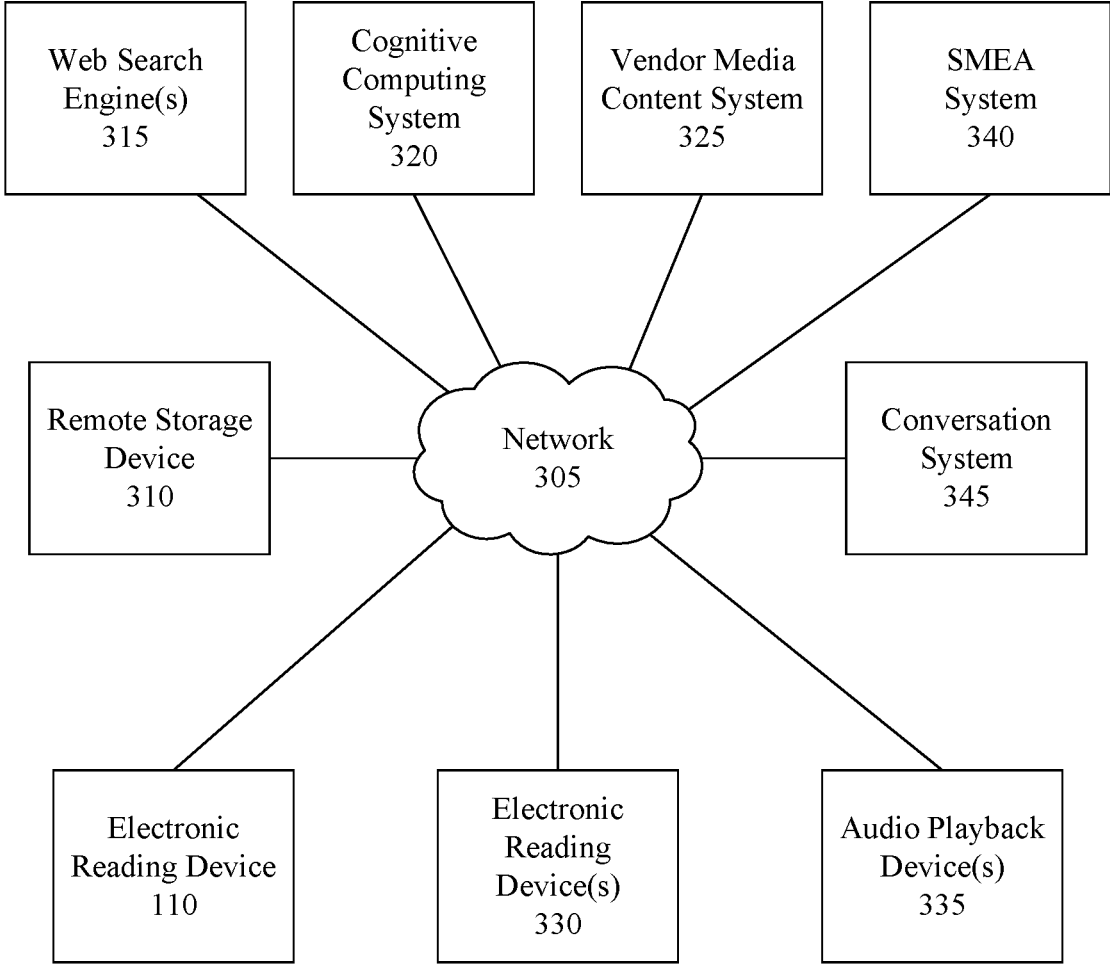 Web Search
Engine(s)
315
Cognitive
Computing
System
320
Vendor Media
Content System
325
SMEA
System
340
Remote Storage
Device
310
Network
305
Conversation
System
345
Electronic
Reading Device
110
Electronic
Reading
Device(s)
330
Audio Playback
Device(s)
335